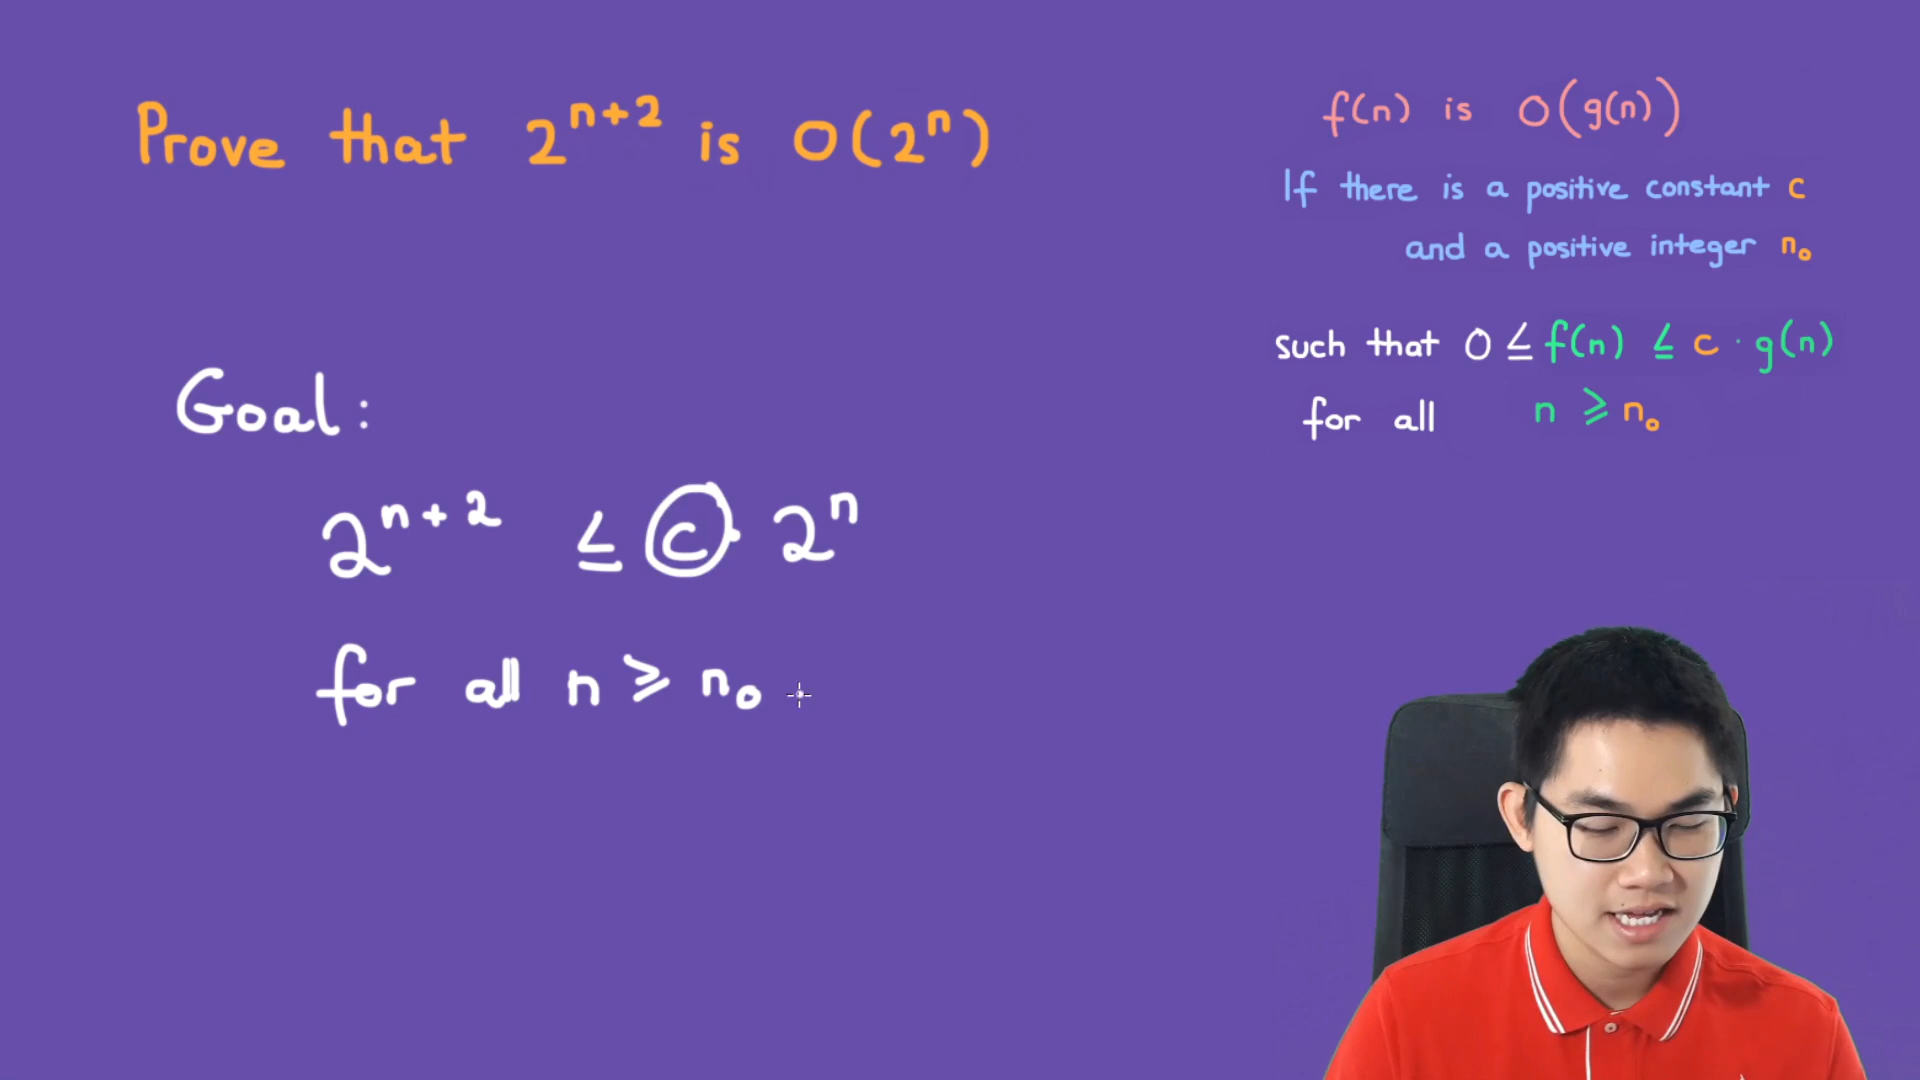 Prove that 2^{n+2} is O(2^n)
f(n) is O(g(n))
If there is a positive constant c
and a positive integer n₀
such that 0 ≤ f(n) ≤ c · g(n)
for all n ≥ n₀
Goal:
2^{n+2} ≤ c · 2^n
for all n ≥ n₀